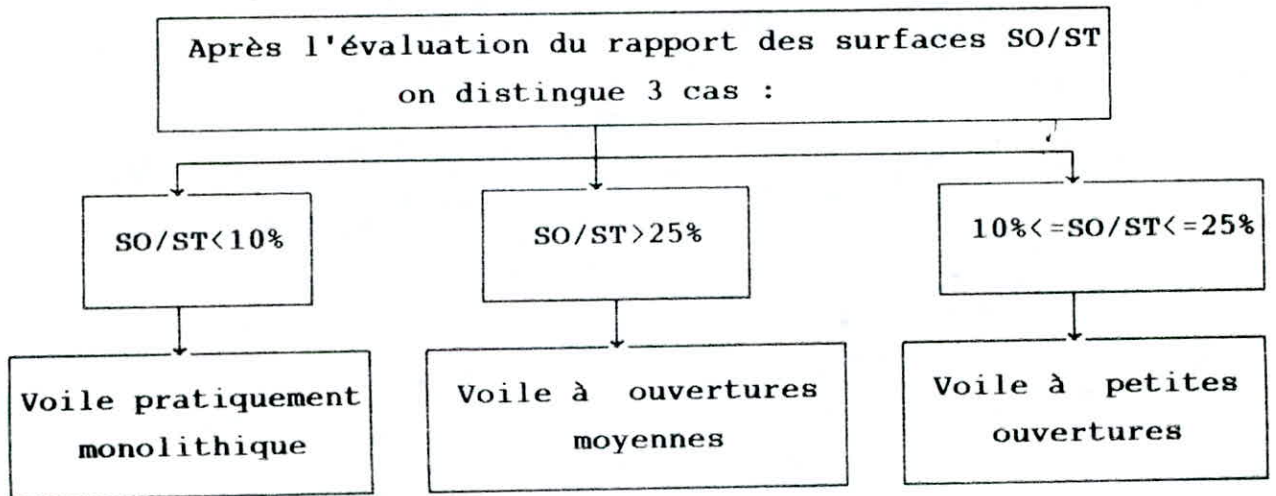 Après l'évaluation du rapport des surfaces SO/ST
on distingue 3 cas :
SO/ST<10%
SO/ST>25%
10%<=SO/ST<=25%
Voile pratiquement
monolithique
Voile à ouvertures
moyennes
Voile à petites
ouvertures